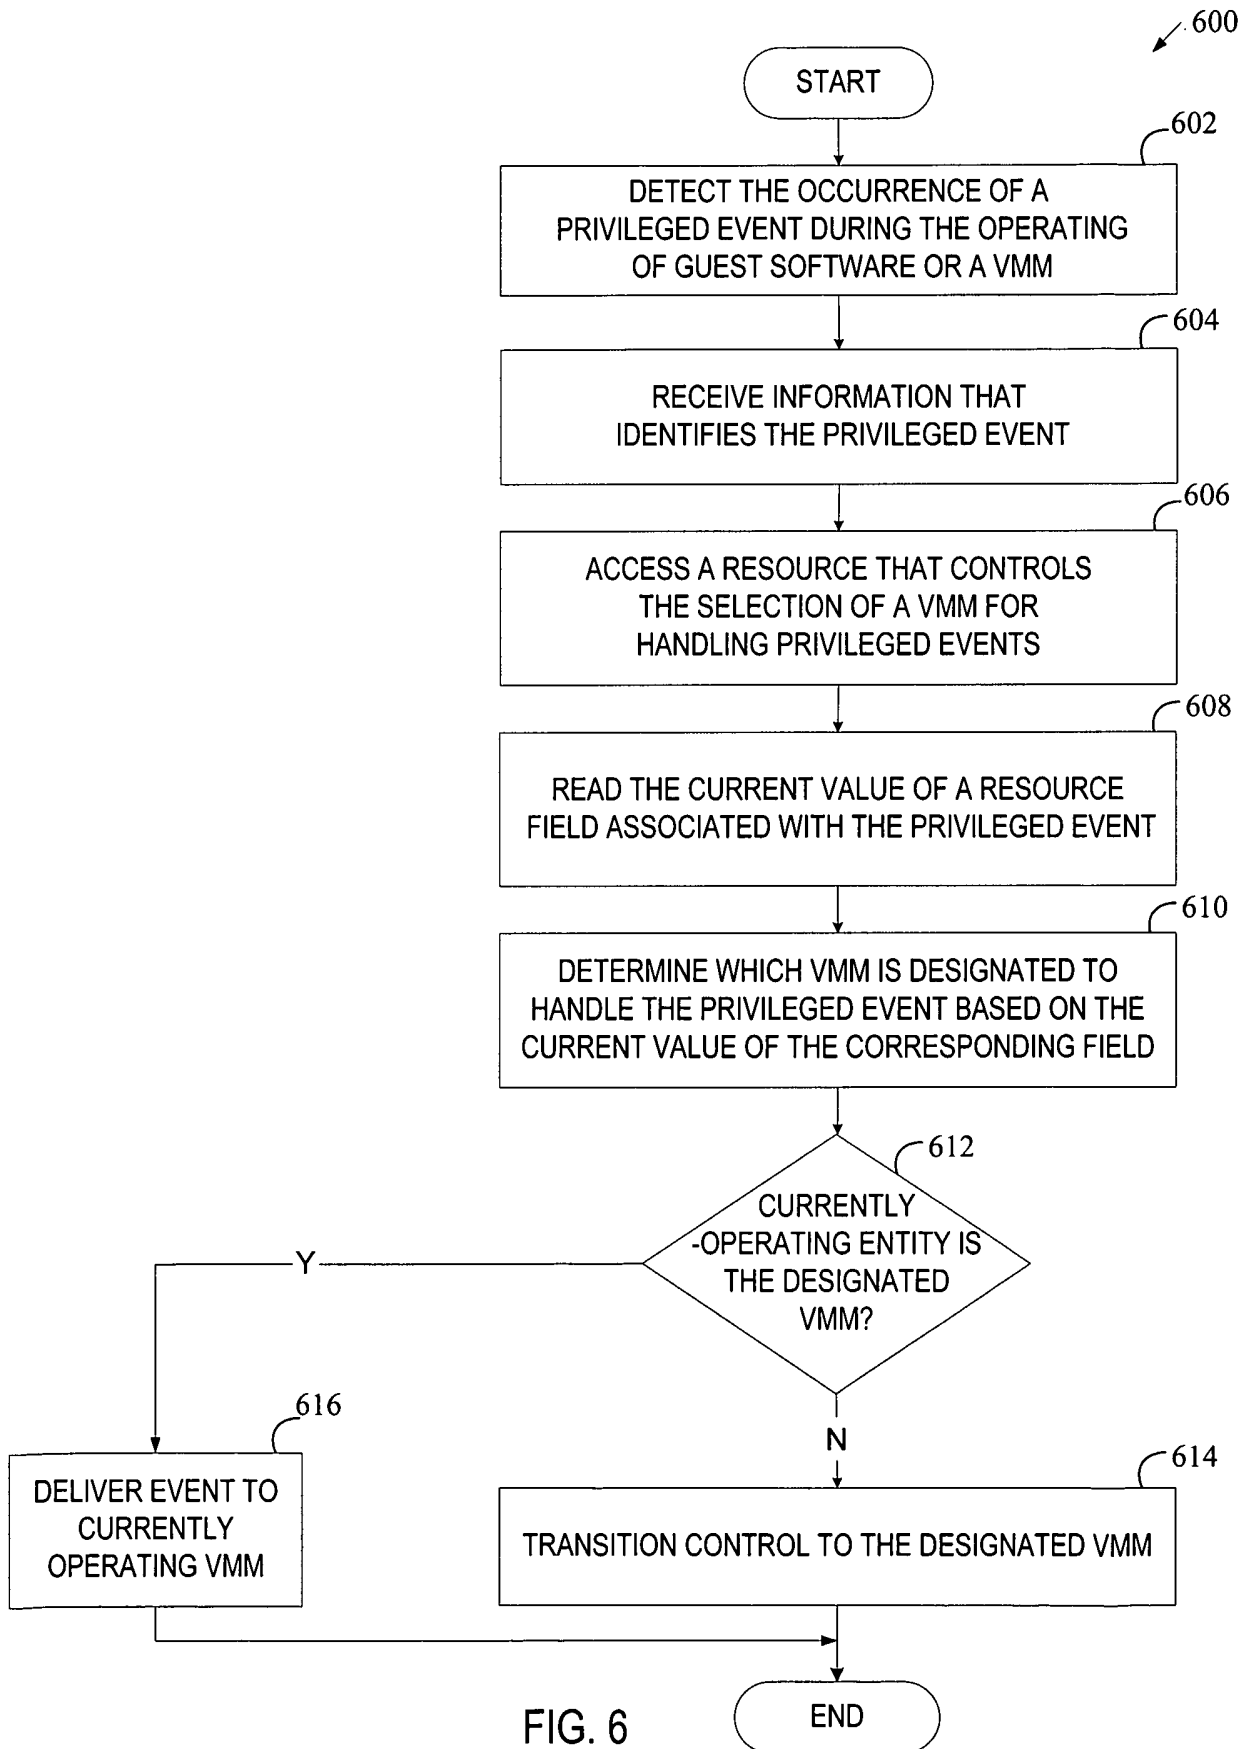 600
START
602
DETECT THE OCCURRENCE OF A
PRIVILEGED EVENT DURING THE OPERATING
OF GUEST SOFTWARE OR A VMM
604
RECEIVE INFORMATION THAT
IDENTIFIES THE PRIVILEGED EVENT
606
ACCESS A RESOURCE THAT CONTROLS
THE SELECTION OF A VMM FOR
HANDLING PRIVILEGED EVENTS
608
READ THE CURRENT VALUE OF A RESOURCE
FIELD ASSOCIATED WITH THE PRIVILEGED EVENT
610
DETERMINE WHICH VMM IS DESIGNATED TO
HANDLE THE PRIVILEGED EVENT BASED ON THE
CURRENT VALUE OF THE CORRESPONDING FIELD
612
CURRENTLY
-OPERATING ENTITY IS
THE DESIGNATED
VMM?
Y
N
616
DELIVER EVENT TO
CURRENTLY
OPERATING VMM
614
TRANSITION CONTROL TO THE DESIGNATED VMM
END
FIG. 6